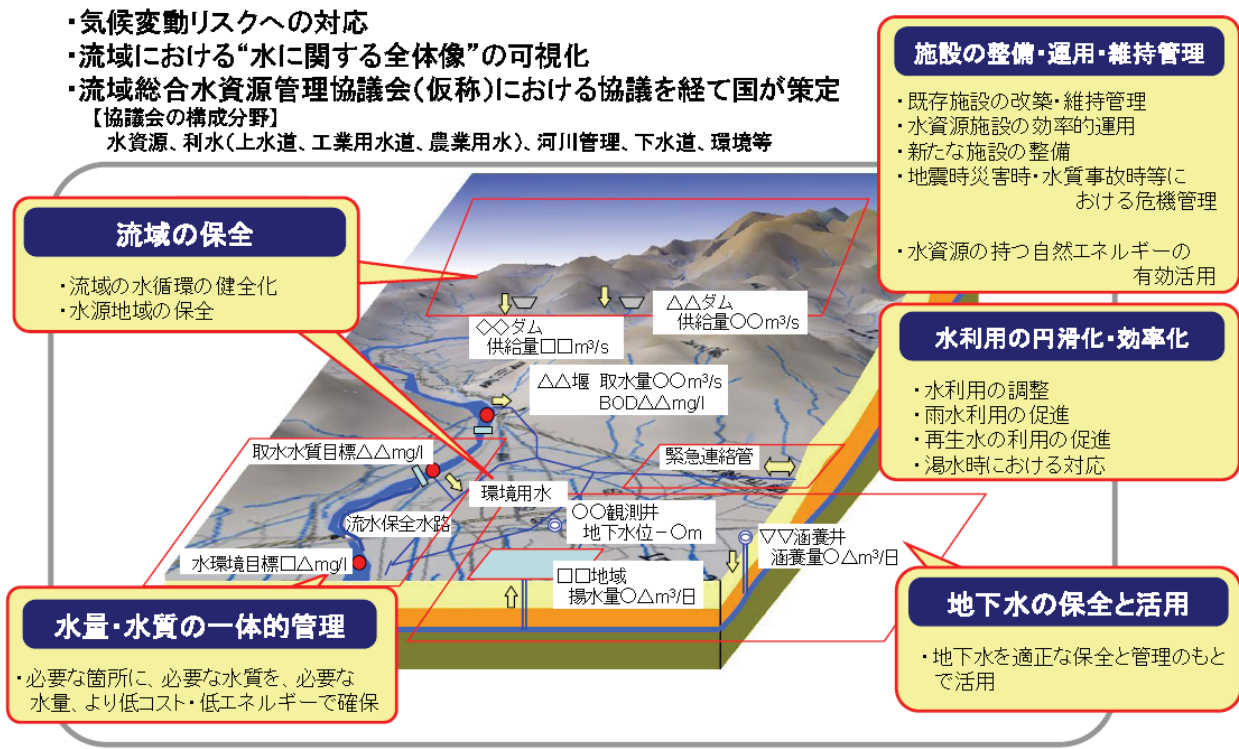 ・気候変動リスクへの対応
・流域における“水に関する全体像”の可視化
・流域総合水資源管理協議会(仮称)における協議を経て国が策定
【協議会の構成分野】
水資源、利水(上水道、工業用水道、農業用水)、河川管理、下水道、環境等
施設の整備・運用・維持管理
・既存施設の改築・維持管理
・水資源施設の効率的運用
・新たな施設の整備
・地震時災害時・水質事故時等に
おける危機管理
・水資源の持つ自然エネルギーの
有効活用
流域の保全
・流域の水循環の健全化
・水源地域の保全
◇◇ダム
供給量□□m³/s
△△ダム
供給量○○m³/s
△△堰 取水量○○m³/s
BOD△△mg/l
水利用の円滑化・効率化
・水利用の調整
・雨水利用の促進
・再生水の利用の促進
・渇水時における対応
取水水質目標△△mg/l
緊急連絡管
環境用水
流水保全水路
○○観測井
地下水位－○m
▽▽涵養井
涵養量○△m³/日
水環境目標□△mg/l
□□地域
揚水量○△m³/日
水量・水質の一体的管理
・必要な箇所に、必要な水質を、必要な
水量、より低コスト・低エネルギーで確保
地下水の保全と活用
・地下水を適正な保全と管理のもと
で活用